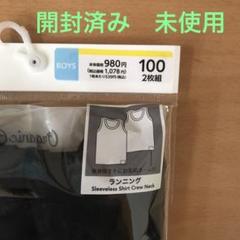 開封済み　未使用
BOYS
本体価格 980円
(税込価格 1,078円)
100
2枚組
Organic
ランニング
Sleeveless Shirt Crew Neck